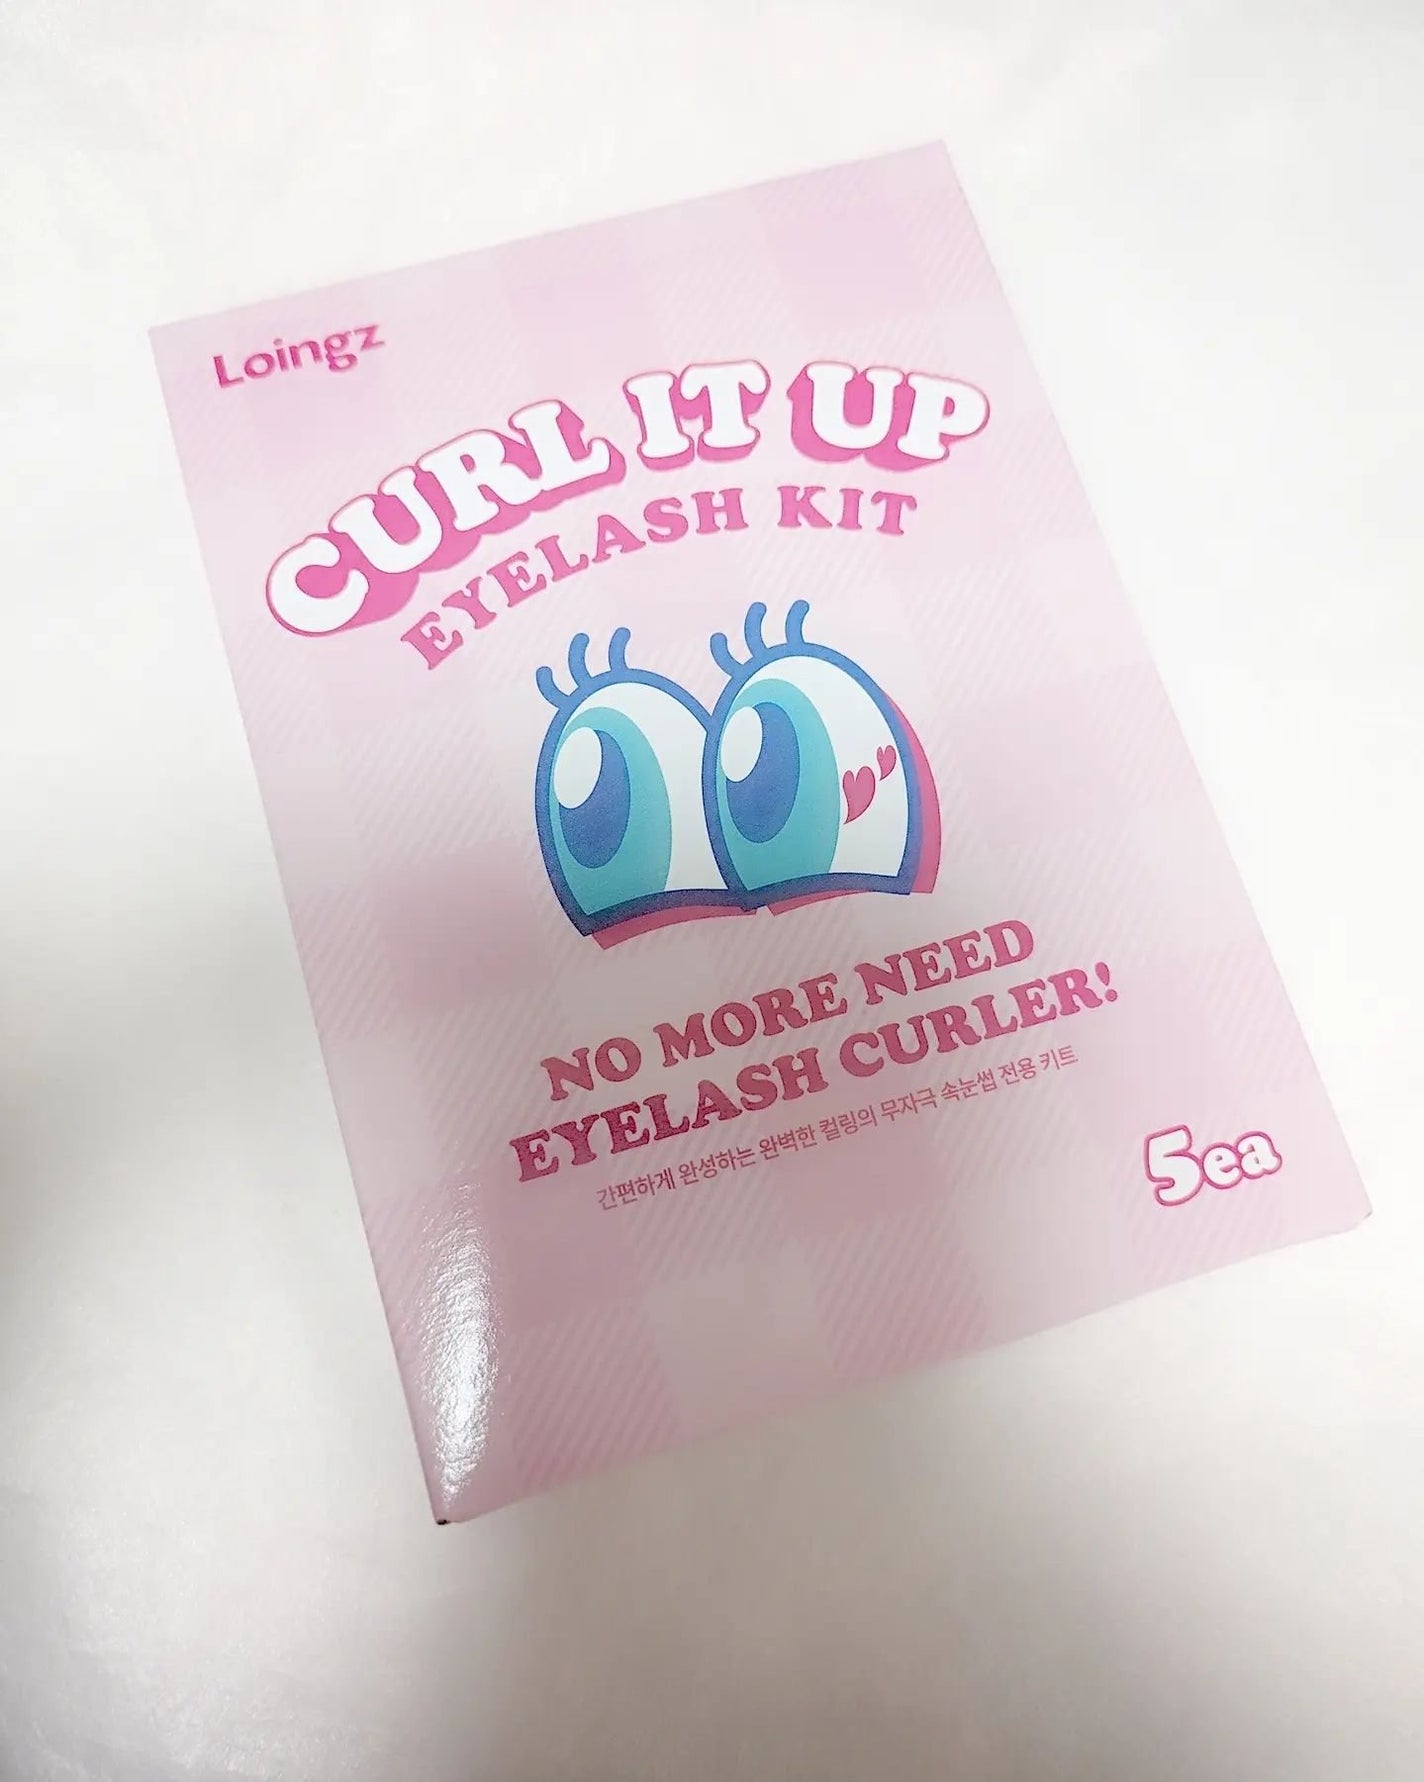 Loingz
CURL IT UP
EYELASH KIT
NO MORE NEED
EYELASH CURLER!
간편하게 완성하는 완벽한 컬링의 무자극 속눈썹 전용 키트
5ea